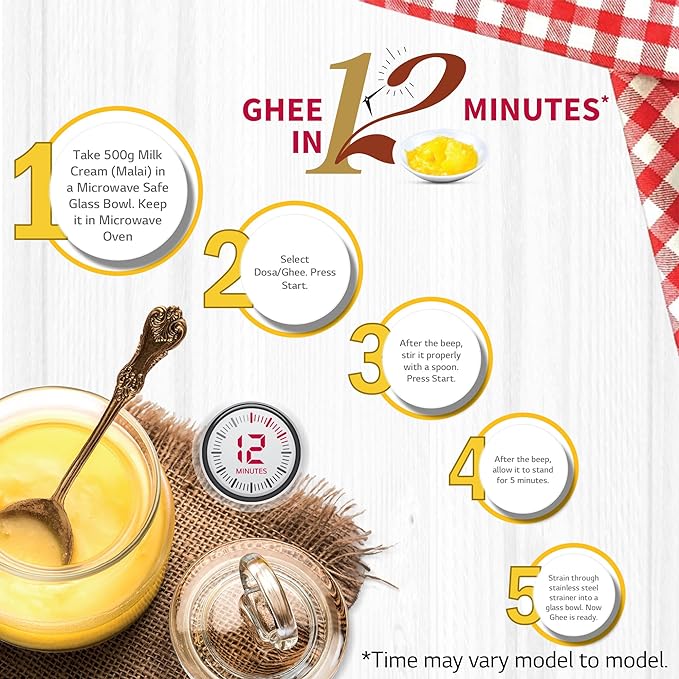 GHEE
IN
12
MINUTES*
1
Take 500g Milk
Cream (Malai) in
a Microwave Safe
Glass Bowl. Keep
it in Microwave
Oven
2
Select
Dosa/Ghee. Press
Start.
3
After the beep,
stir it properly
with a spoon.
Press Start.
4
After the beep,
allow it to stand
for 5 minutes.
12
MINUTES
5
Strain through
stainless steel
strainer into a
glass bowl. Now
Ghee is ready.
*Time may vary model to model.